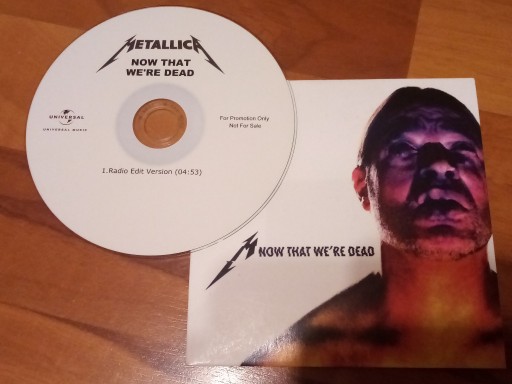 METALLICA
NOW THAT
WE'RE DEAD
UNIVERSAL
UNIVERSAL MUSIC
For Promotion Only
Not For Sale
1.Radio Edit Version (04:53)
M NOW THAT WE'RE DEAD